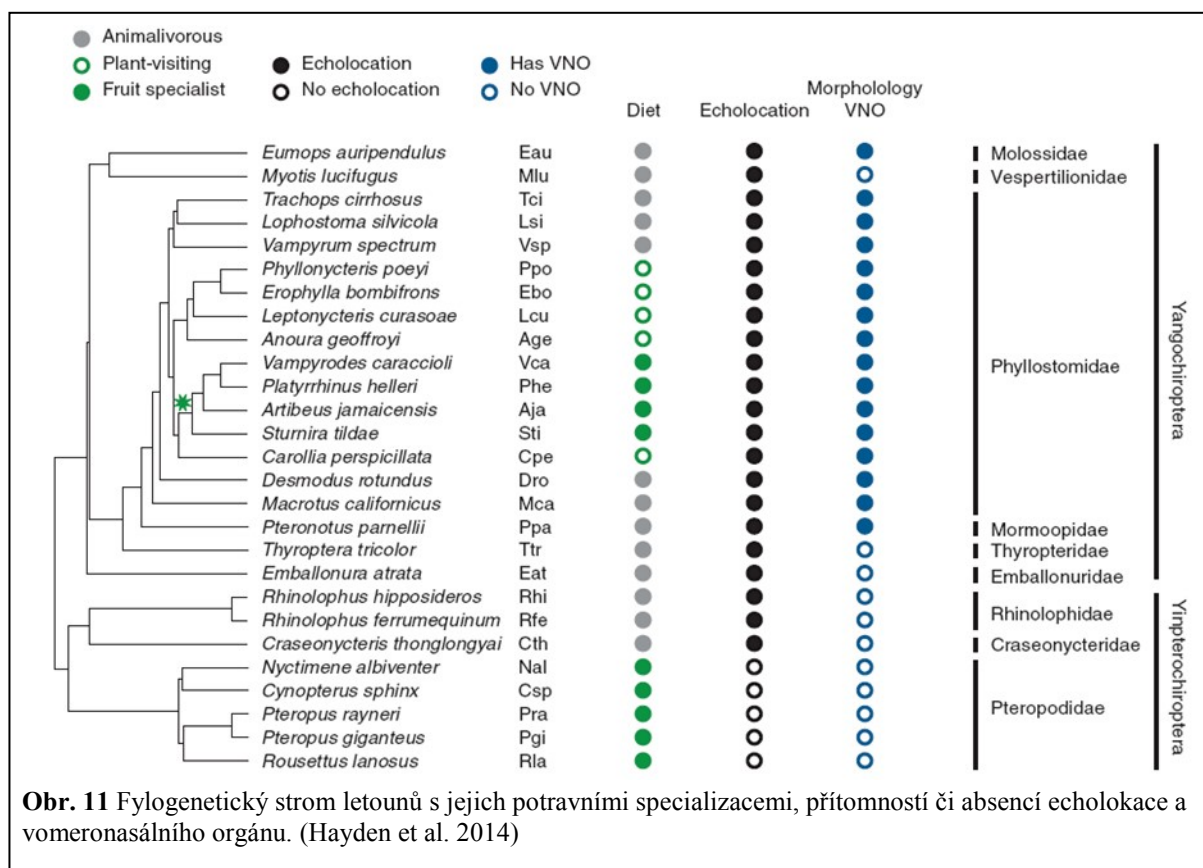 Animalivorous
Plant-visiting Echolocation Has VNO
Fruit specialist No echolocation No VNO
Diet Echolocation Morpholology VNO
Eumops auripendulus Eau Molossidae
Myotis lucifugus Mlu Vespertilionidae
Trachops cirrhosus Tci
Lophostoma silvicola Lsi
Vampyrum spectrum Vsp
Phyllonycteris poeyi Ppo
Erophylla bombifrons Ebo
Leptonycteris curasoae Lcu
Anoura geoffroyi Age
Vampyrodes caraccioli Vca Phyllostomidae
Platyrrhinus helleri Phe
Artibeus jamaicensis Aja
Sturnira tildae Sti
Carollia perspicillata Cpe
Desmodus rotundus Dro
Macrotus californicus Mca
Pteronotus parnellii Ppa Mormoopidae
Thyroptera tricolor Ttr Thyropteridae
Emballonura atrata Eat Emballonuridae
Yangochiroptera
Rhinolophus hipposideros Rhi Rhinolophidae
Rhinolophus ferrumequinum Rfe
Craseonycteris thonglongyai Cth Craseonycteridae
Nyctimene albiventer Nal
Cynopterus sphinx Csp
Pteropus rayneri Pra Pteropodidae
Pteropus giganteus Pgi
Rousettus lanosus Rla
Yinpterochiroptera
Obr. 11 Fylogenetický strom letounů s jejich potravními specializacemi, přítomností či absencí echolokace a
vomeronasálního orgánu. (Hayden et al. 2014)